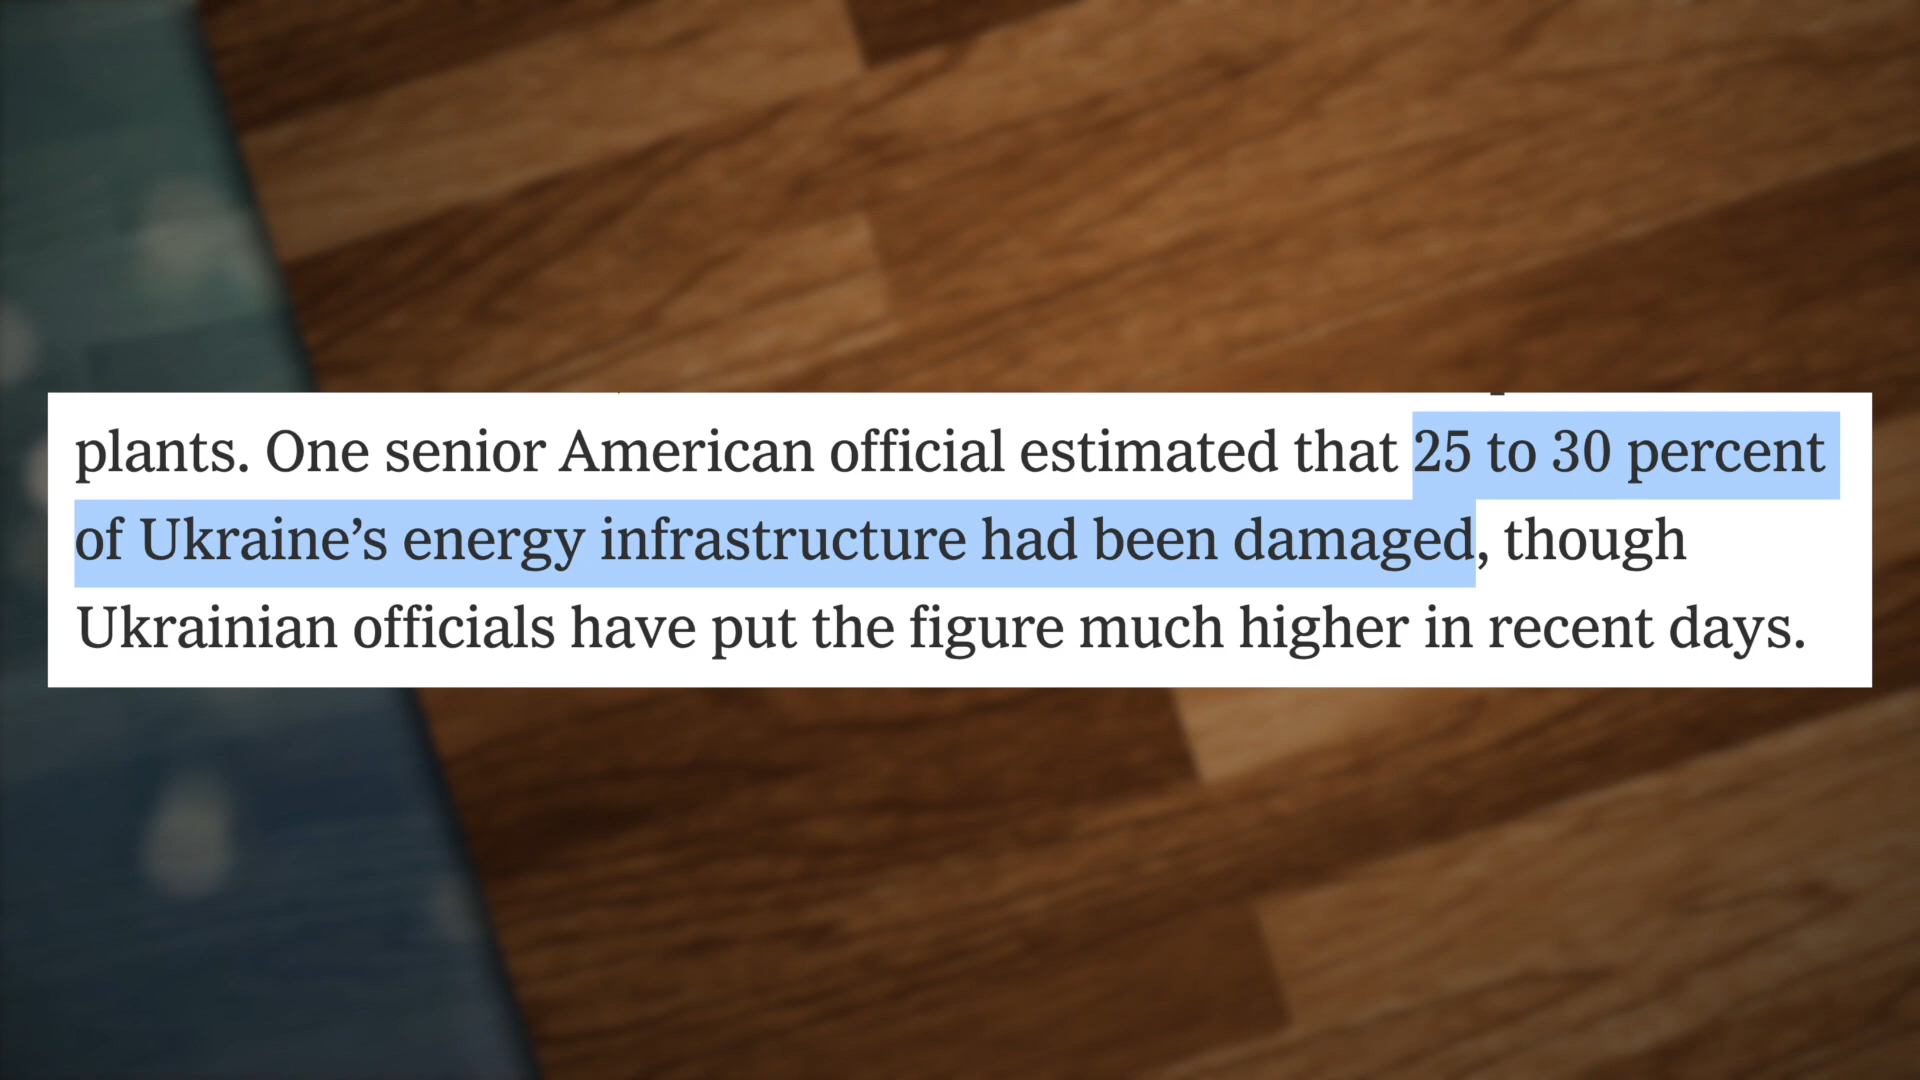 plants. One senior American official estimated that 25 to 30 percent
of Ukraine’s energy infrastructure had been damaged, though
Ukrainian officials have put the figure much higher in recent days.